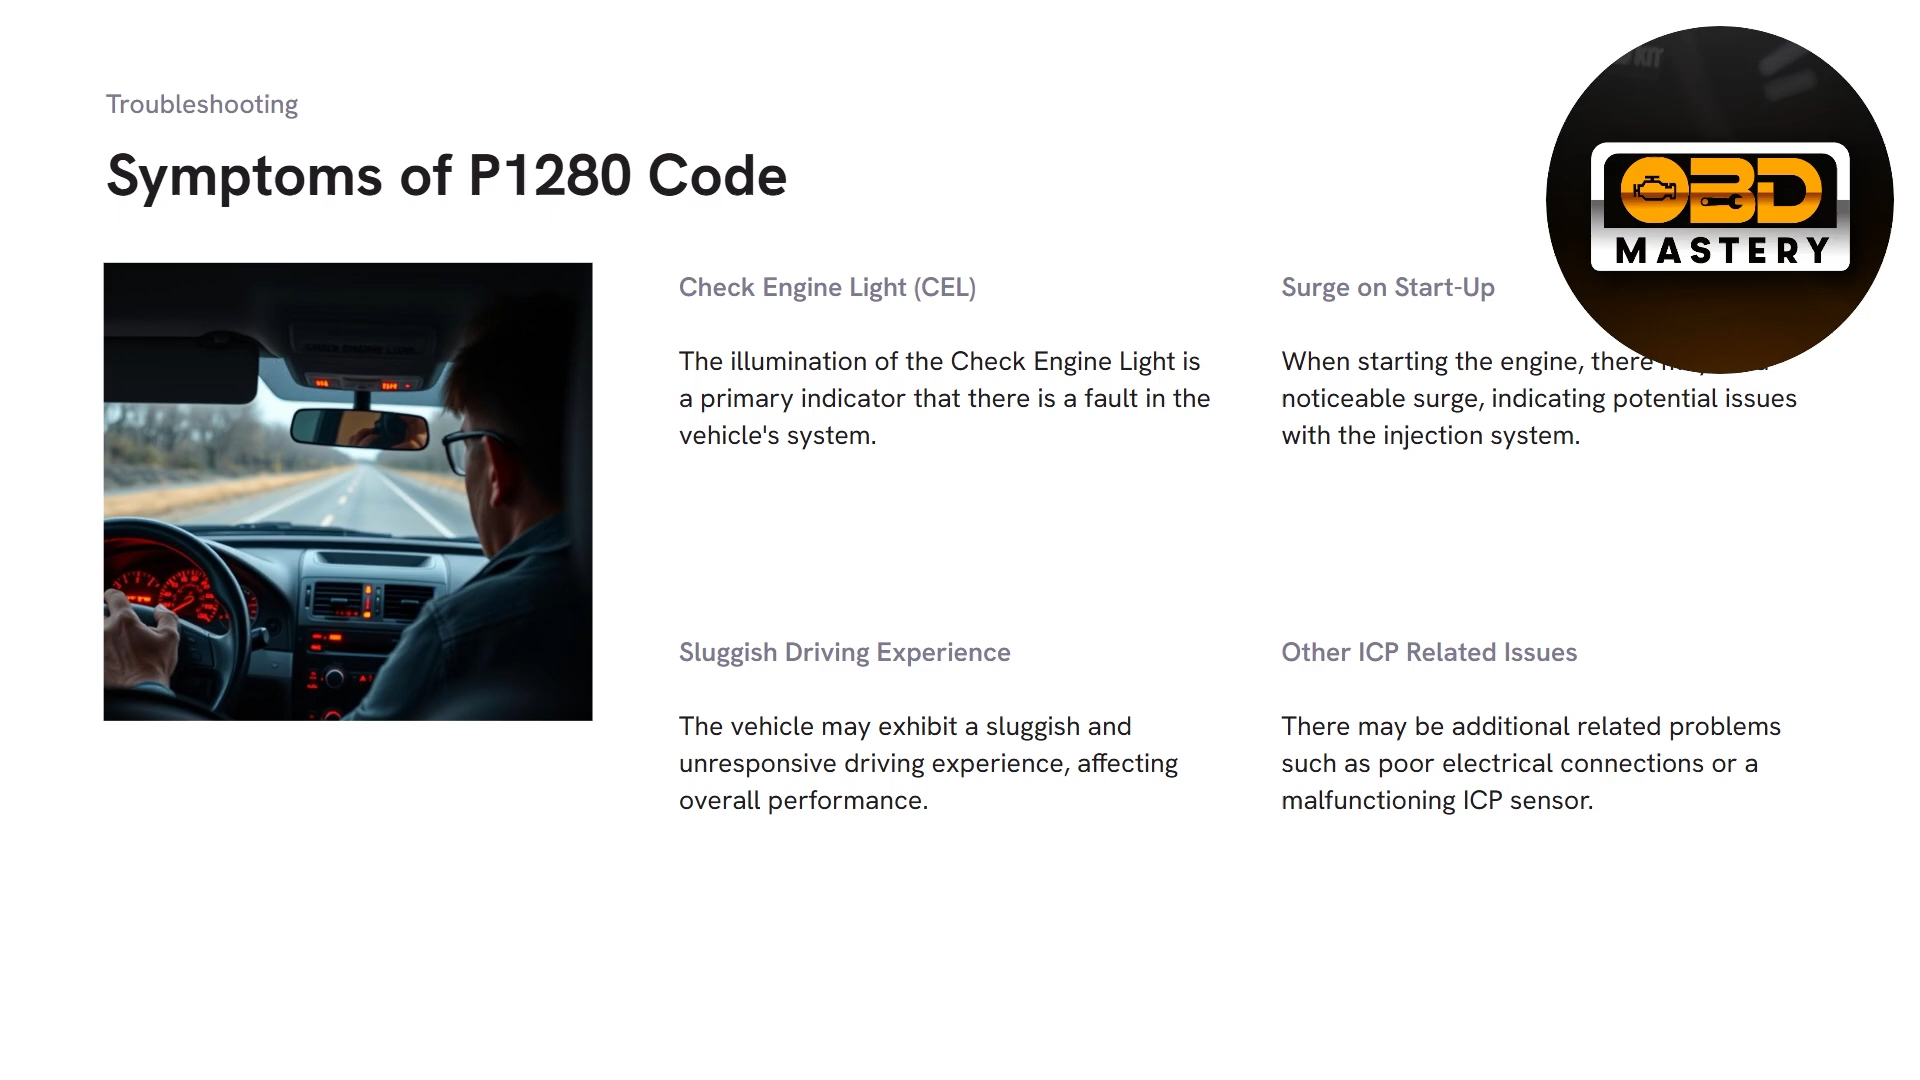 Troubleshooting
Symptoms of P1280 Code
OBD
MASTERY
Check Engine Light (CEL)
The illumination of the Check Engine Light is
a primary indicator that there is a fault in the
vehicle's system.
Surge on Start-Up
When starting the engine, there
noticeable surge, indicating potential issues
with the injection system.
Sluggish Driving Experience
The vehicle may exhibit a sluggish and
unresponsive driving experience, affecting
overall performance.
Other ICP Related Issues
There may be additional related problems
such as poor electrical connections or a
malfunctioning ICP sensor.